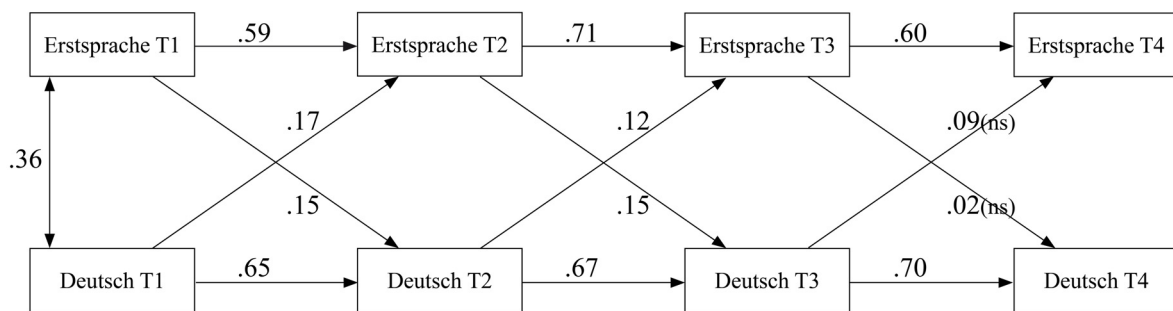 Erstsprache T1
.59
Erstsprache T2
.71
Erstsprache T3
.60
Erstsprache T4
.17
.12
.09(ns)
.36
.15
.15
.02(ns)
Deutsch T1
.65
Deutsch T2
.67
Deutsch T3
.70
Deutsch T4